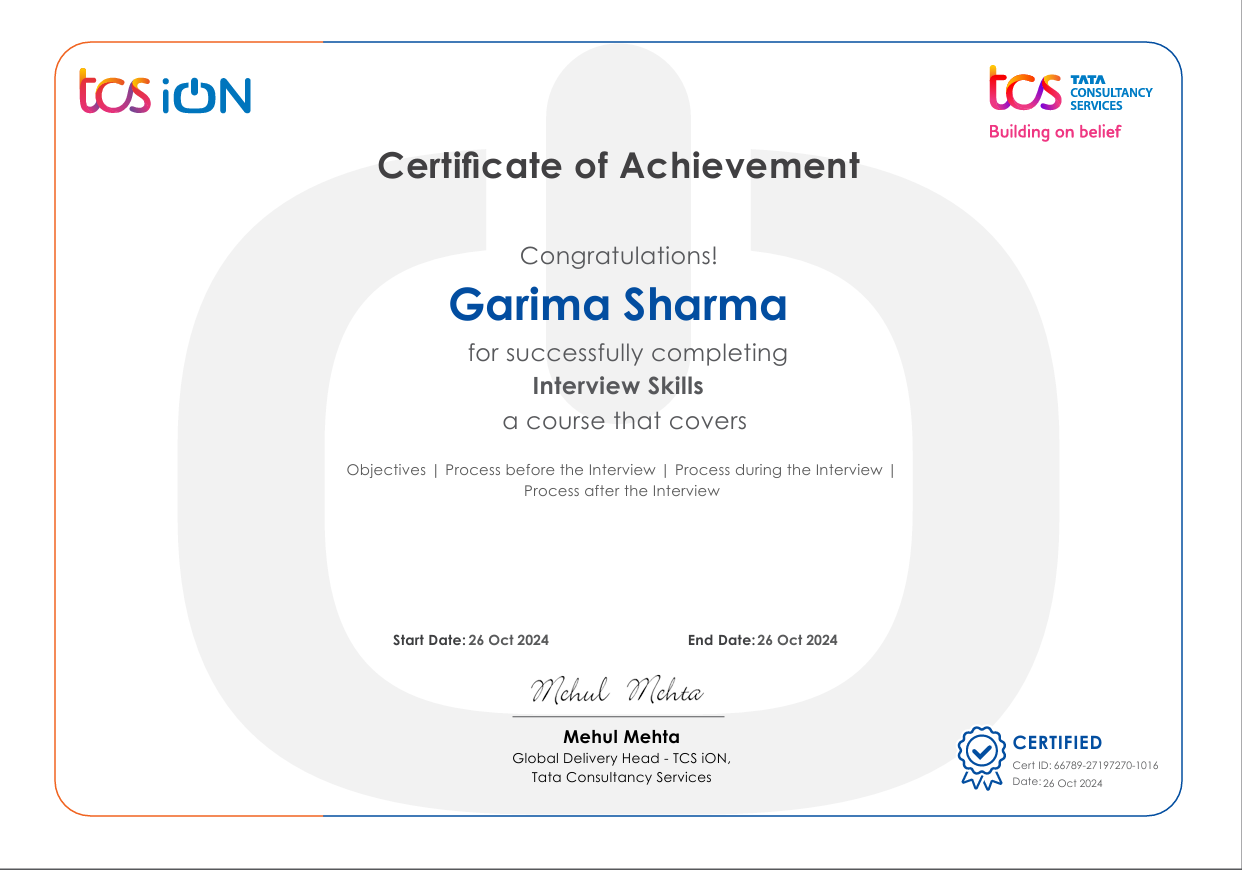 tcs iON
tcs TATA
CONSULTANCY
SERVICES
Building on belief
Certificate of Achievement
Congratulations!
Garima Sharma
for successfully completing
Interview Skills
a course that covers
Objectives | Process before the Interview | Process during the Interview |
Process after the Interview
Start Date: 26 Oct 2024 End Date: 26 Oct 2024
Mehul Mehta
Mehul Mehta
Global Delivery Head - TCS iON,
Tata Consultancy Services
CERTIFIED
Cert ID: 66789-27197270-1016
Date: 26 Oct 2024